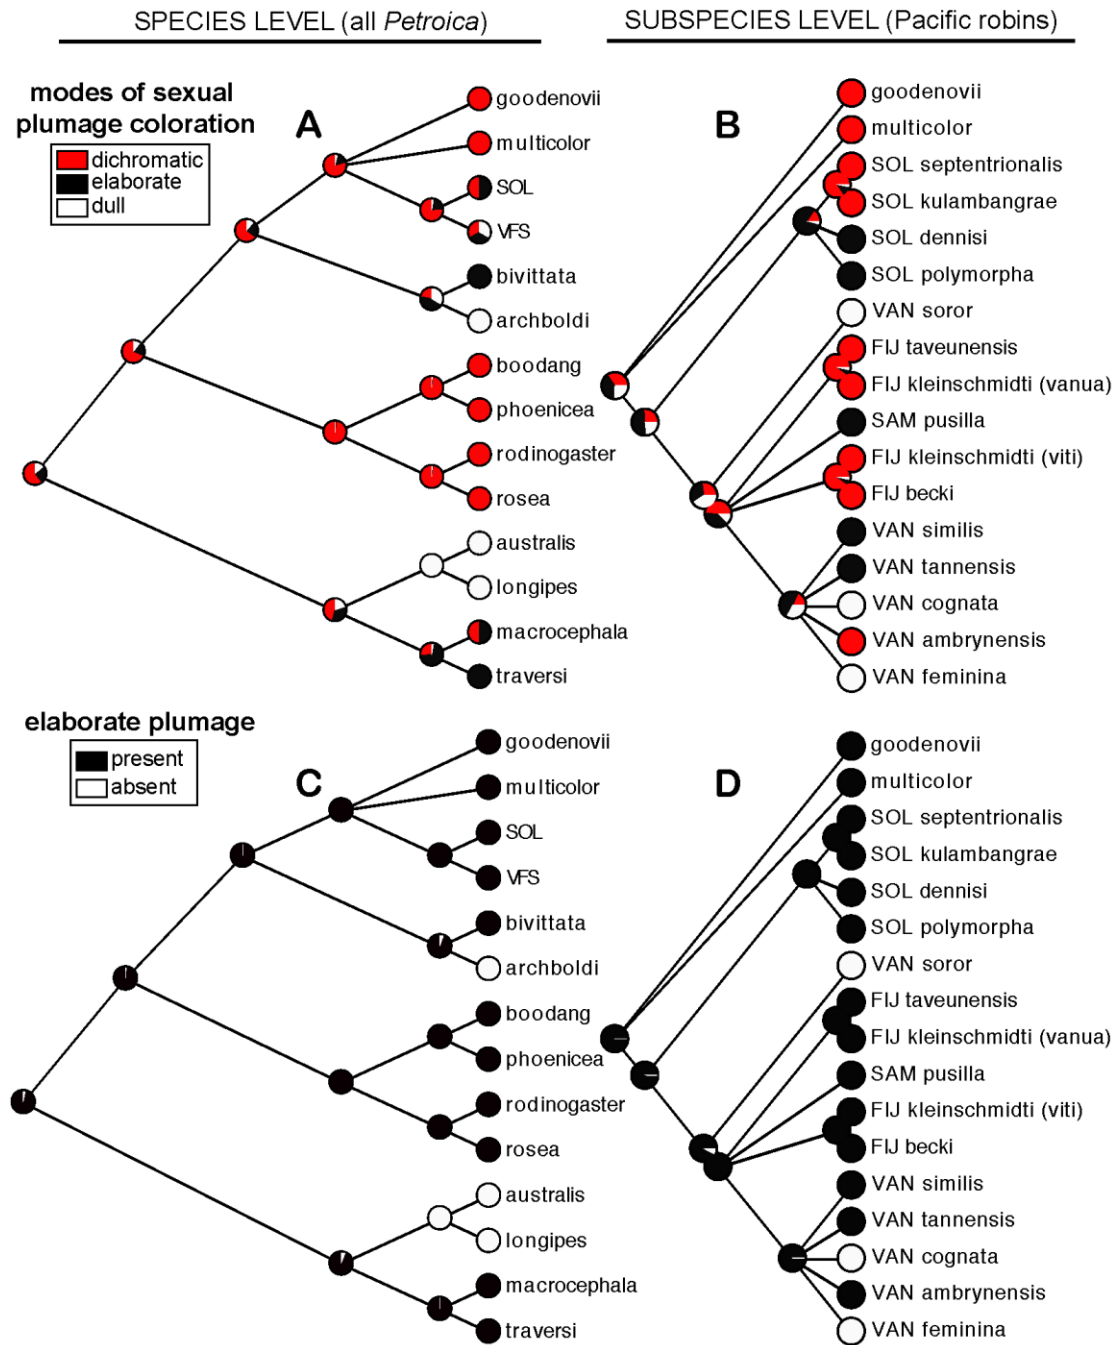 SPECIES LEVEL (all Petroica)
SUBSPECIES LEVEL (Pacific robins)
modes of sexual
plumage coloration
dichromatic
elaborate
dull
A
goodenovii
multicolor
SOL
VFS
bivittata
archboldi
boodang
phoenicea
rodinogaster
rosea
australis
longipes
macrocephala
traversi
B
goodenovii
multicolor
SOL septentrionalis
SOL kulambangrae
SOL dennisi
SOL polymorpha
VAN soror
FIJ taveunensis
FIJ kleinschmidti (vanua)
SAM pusilla
FIJ kleinschmidti (viti)
FIJ becki
VAN similis
VAN tannensis
VAN cognata
VAN ambrynensis
VAN feminina
elaborate plumage
present
absent
C
goodenovii
multicolor
SOL
VFS
bivittata
archboldi
boodang
phoenicea
rodinogaster
rosea
australis
longipes
macrocephala
traversi
D
goodenovii
multicolor
SOL septentrionalis
SOL kulambangrae
SOL dennisi
SOL polymorpha
VAN soror
FIJ taveunensis
FIJ kleinschmidti (vanua)
SAM pusilla
FIJ kleinschmidti (viti)
FIJ becki
VAN similis
VAN tannensis
VAN cognata
VAN ambrynensis
VAN feminina